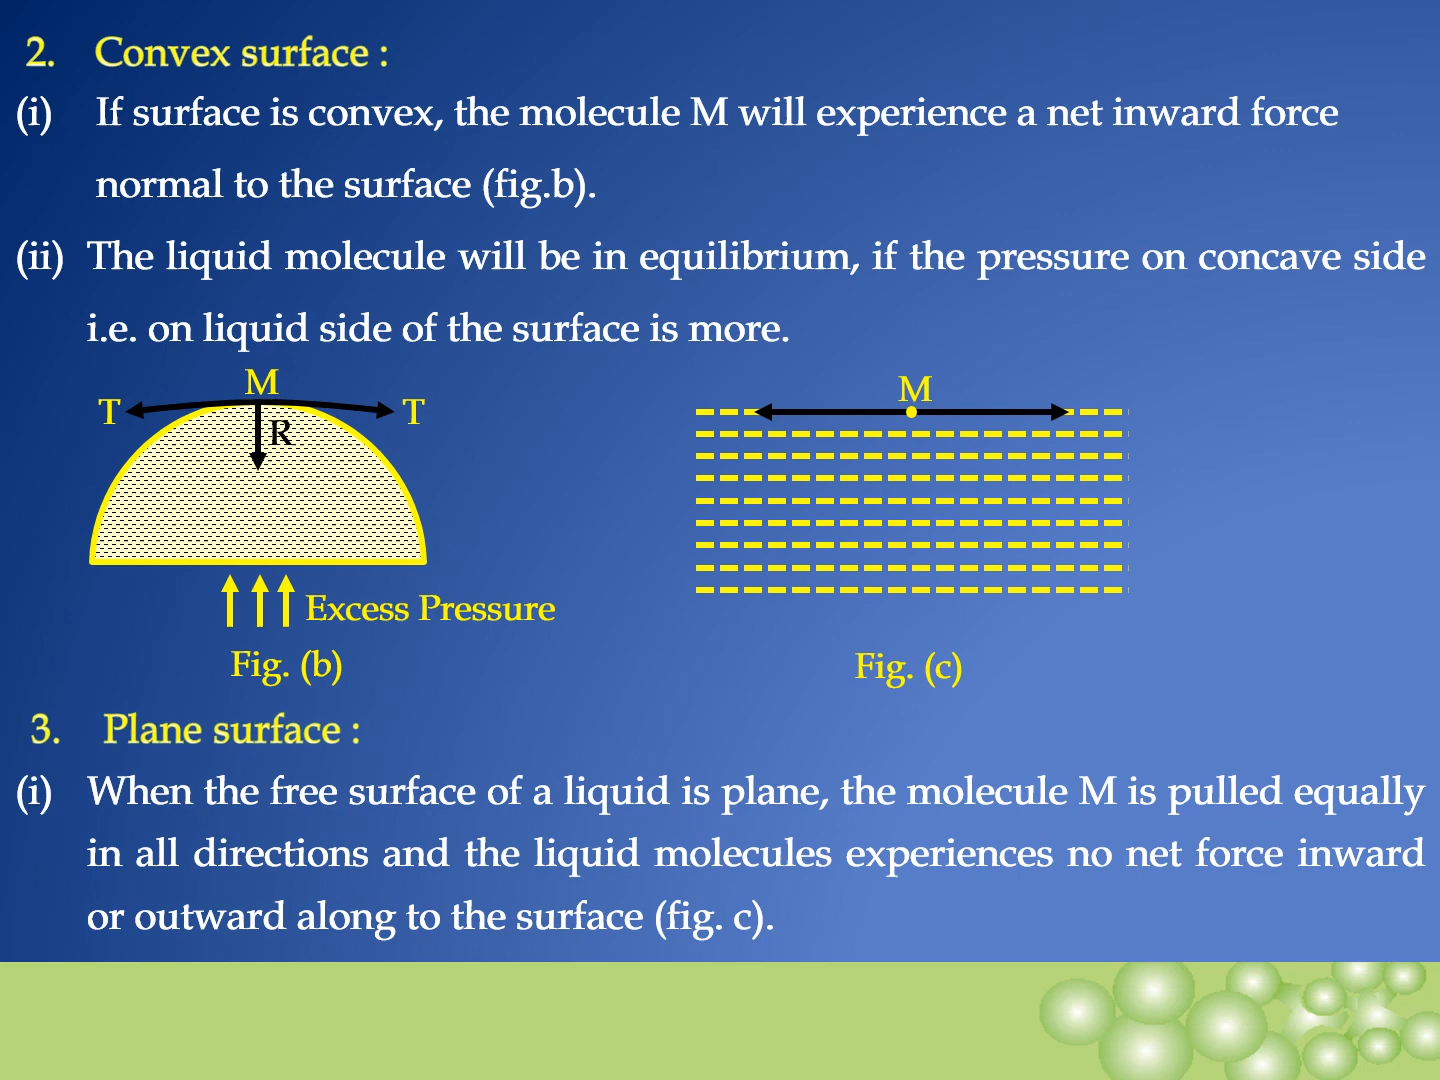 2. Convex surface :
(i) If surface is convex, the molecule M will experience a net inward force
normal to the surface (fig.b).
(ii) The liquid molecule will be in equilibrium, if the pressure on concave side
i.e. on liquid side of the surface is more.
M
T T
R
Excess Pressure
Fig. (b)
M
Fig. (c)
3. Plane surface :
(i) When the free surface of a liquid is plane, the molecule M is pulled equally
in all directions and the liquid molecules experiences no net force inward
or outward along to the surface (fig. c).